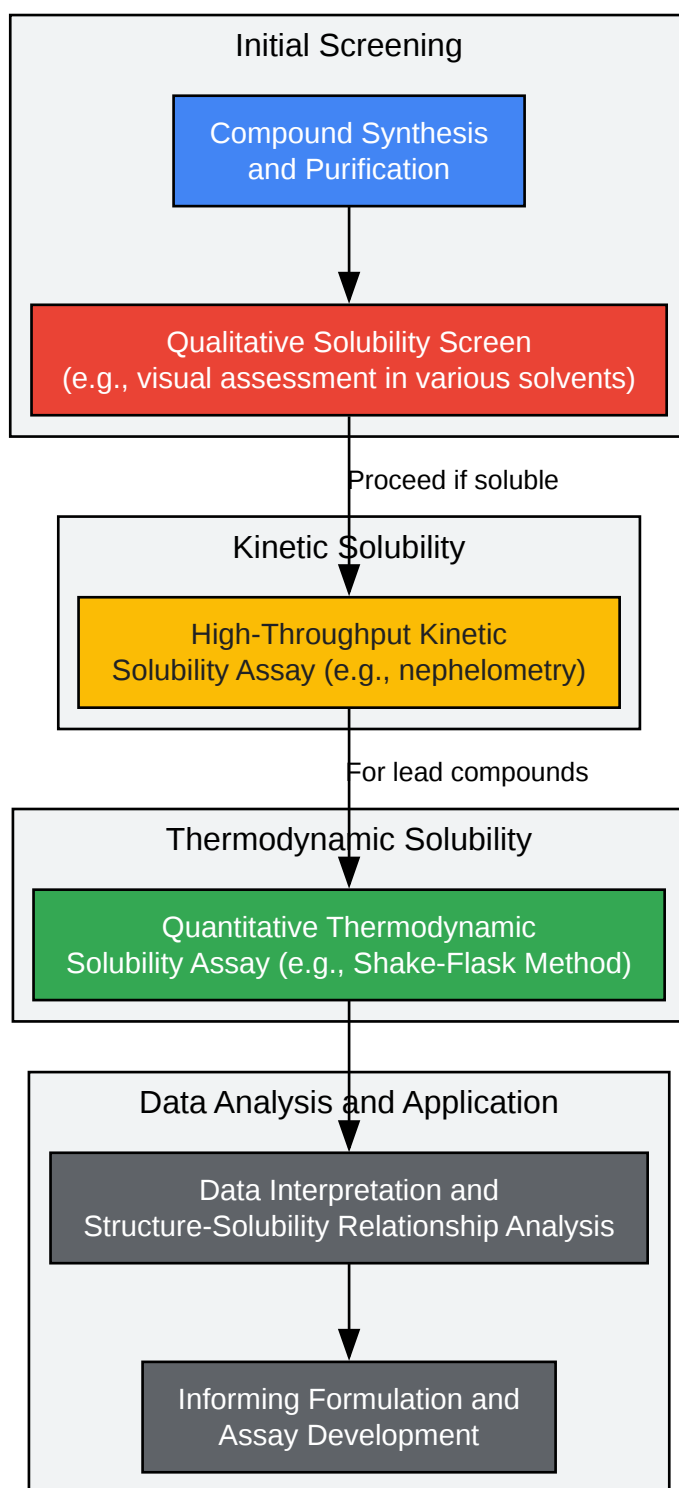 Initial Screening
Compound Synthesis
and Purification
Qualitative Solubility Screen
(e.g., visual assessment in various solvents)
Proceed if soluble
Kinetic Solubility
High-Throughput Kinetic
Solubility Assay (e.g., nephelometry)
For lead compounds
Thermodynamic Solubility
Quantitative Thermodynamic
Solubility Assay (e.g., Shake-Flask Method)
Data Analysis and Application
Data Interpretation and
Structure-Solubility Relationship Analysis
Informing Formulation and
Assay Development